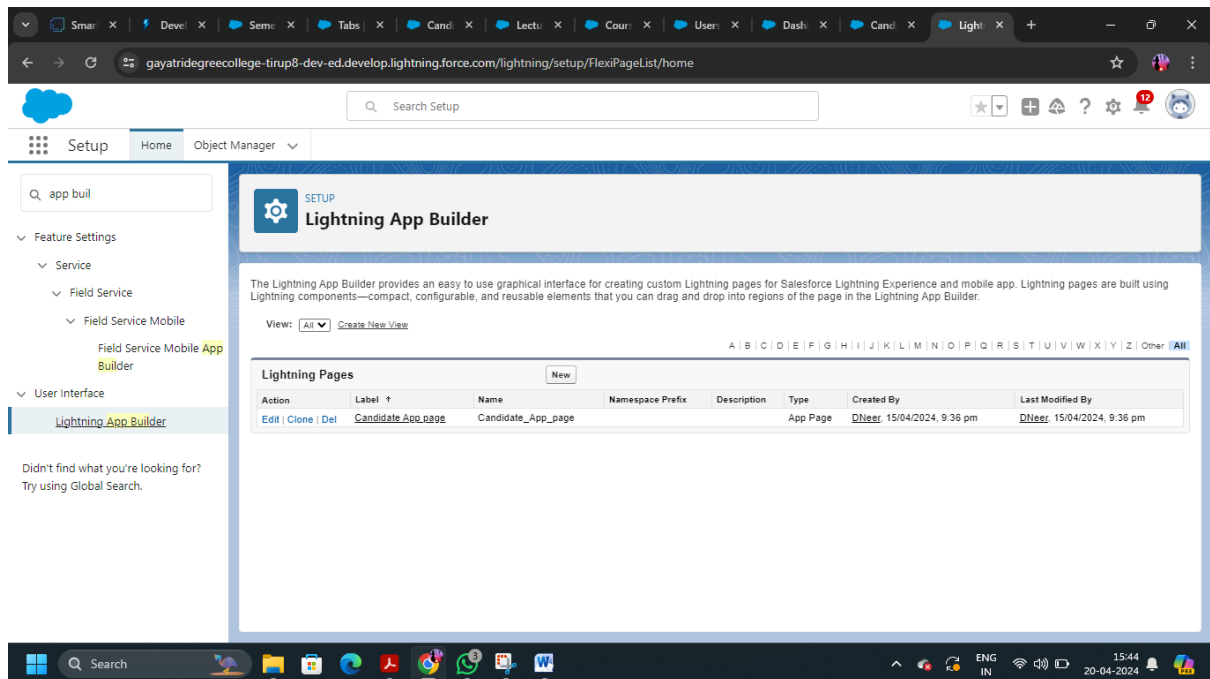 Smar
Devel
Seme
Tabs |
Candi
Lectu
Cours
Users
Dashl
Candi
Light
gayatridegreecollege-tirup8-dev-ed.develop.lightning.force.com/lightning/setup/FlexiPageList/home
Search Setup
12
Setup
Home
Object Manager
app buil
Feature Settings
Service
Field Service
Field Service Mobile
Field Service Mobile App
Builder
User Interface
Lightning App Builder
Didn't find what you're looking for?
Try using Global Search.
SETUP
Lightning App Builder
The Lightning App Builder provides an easy to use graphical interface for creating custom Lightning pages for Salesforce Lightning Experience and mobile app. Lightning pages are built using
Lightning components—compact, configurable, and reusable elements that you can drag and drop into regions of the page in the Lightning App Builder.
View: All Create New View
A | B | C | D | E | F | G | H | I | J | K | L | M | N | O | P | Q | R | S | T | U | V | W | X | Y | Z | Other All
Lightning Pages New
Action Label ↑ Name Namespace Prefix Description Type Created By Last Modified By
Edit | Clone | Del Candidate App page Candidate_App_page App Page DNeer, 15/04/2024, 9:36 pm DNeer, 15/04/2024, 9:36 pm
Search
3
ENG
IN
15:44
20-04-2024
PRE